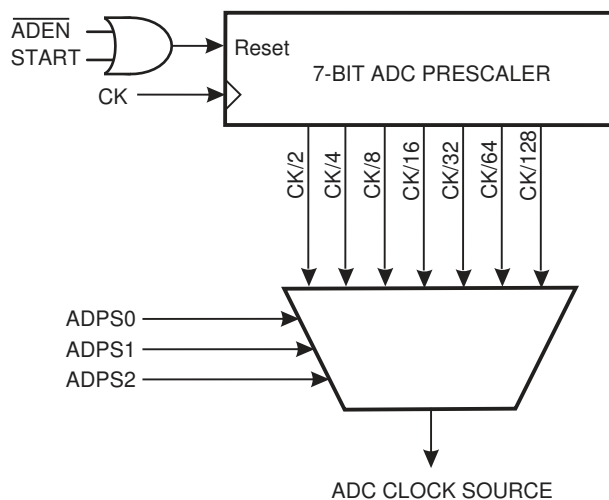 ADEN
START
Reset
CK
7-BIT ADC PRESCALER
CK/2
CK/4
CK/8
CK/16
CK/32
CK/64
CK/128
ADPS0
ADPS1
ADPS2
ADC CLOCK SOURCE